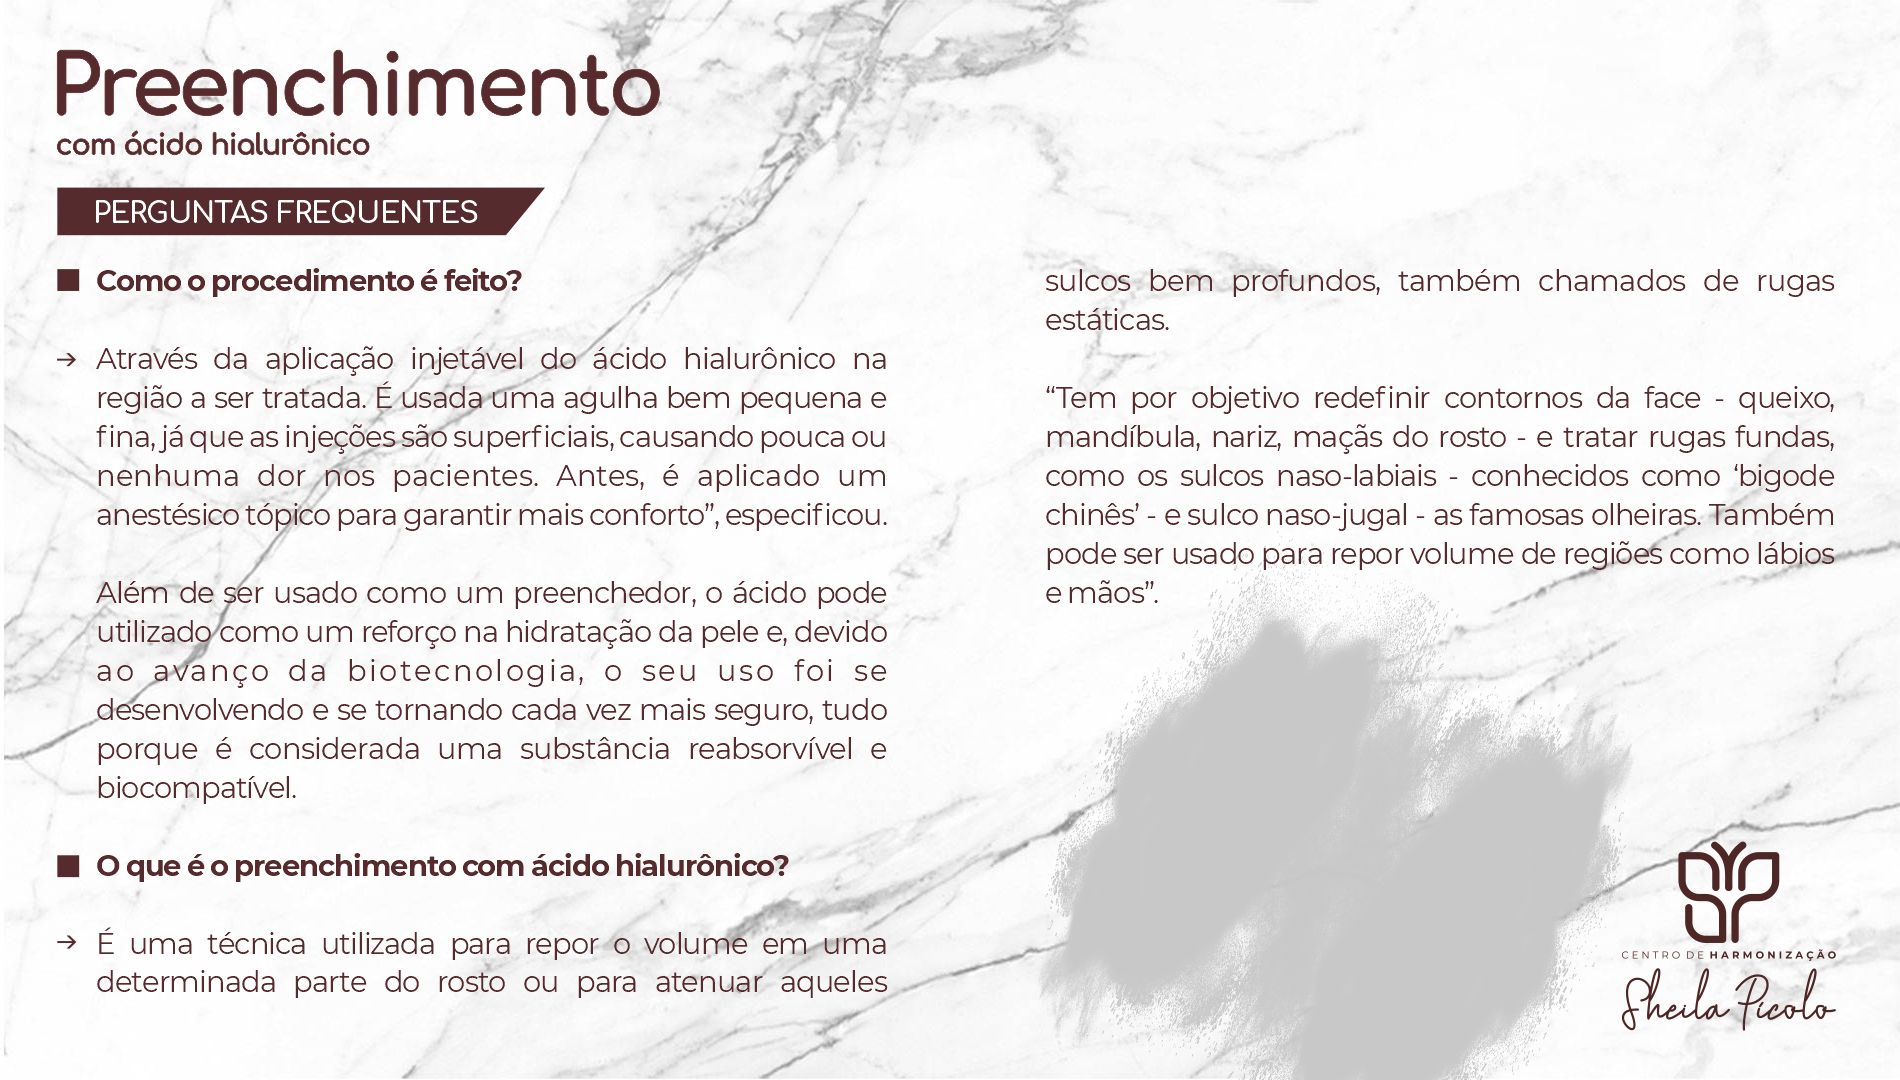 Preenchimento
com ácido hialurônico
PERGUNTAS FREQUENTES
Como o procedimento é feito?
Através da aplicação injetável do ácido hialurônico na
região a ser tratada. É usada uma agulha bem pequena e
fina, já que as injeções são superficiais, causando pouca ou
nenhuma dor nos pacientes. Antes, é aplicado um
anestésico tópico para garantir mais conforto”, especificou.
Além de ser usado como um preenchedor, o ácido pode
utilizado como um reforço na hidratação da pele e, devido
ao avanço da biotecnologia, o seu uso foi se
desenvolvendo e se tornando cada vez mais seguro, tudo
porque é considerada uma substância reabsorvível e
biocompatível.
O que é o preenchimento com ácido hialurônico?
É uma técnica utilizada para repor o volume em uma
determinada parte do rosto ou para atenuar aqueles
sulcos bem profundos, também chamados de rugas
estáticas.
“Tem por objetivo redefinir contornos da face - queixo,
mandíbula, nariz, maçãs do rosto - e tratar rugas fundas,
como os sulcos naso-labiais - conhecidos como ‘bigode
chinês’ - e sulco naso-jugal - as famosas olheiras. Também
pode ser usado para repor volume de regiões como lábios
e mãos”.
CENTRO DE HARMONIZAÇÃO
Sheila Pícolo